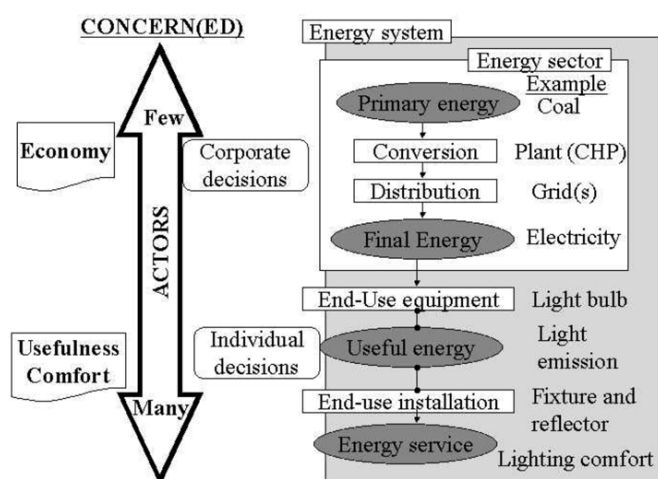 CONCERN(ED)
Energy system
Energy sector
Example
Primary energy
Coal
Few
Economy
Corporate
decisions
Conversion
Plant (CHP)
Distribution
Grid(s)
ACTORS
Final Energy
Electricity
End-Use equipment
Light bulb
Usefulness
Comfort
Individual
decisions
Useful energy
Light
emission
Many
End-use installation
Fixture and
reflector
Energy service
Lighting comfort